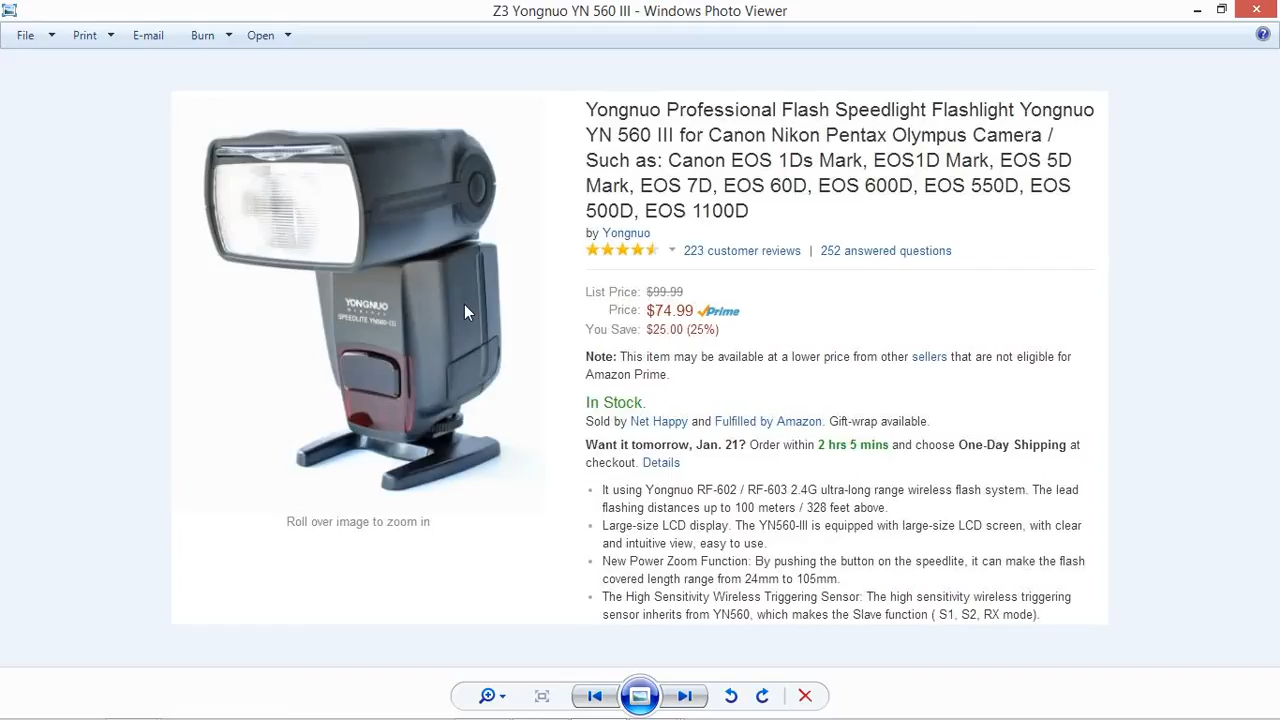 Z3 Yongnuo YN 560 III - Windows Photo Viewer
File Print E-mail Burn Open
Yongnuo Professional Flash Speedlight Flashlight Yongnuo
YN 560 III for Canon Nikon Pentax Olympus Camera /
Such as: Canon EOS 1Ds Mark, EOS1D Mark, EOS 5D
Mark, EOS 7D, EOS 60D, EOS 600D, EOS 550D, EOS
500D, EOS 1100D
by Yongnuo
223 customer reviews | 252 answered questions
List Price: $99.99
Price: $74.99 Prime
You Save: $25.00 (25%)
Note: This item may be available at a lower price from other sellers that are not eligible for
Amazon Prime.
In Stock.
Sold by Net Happy and Fulfilled by Amazon. Gift-wrap available.
Want it tomorrow, Jan. 21? Order within 2 hrs 5 mins and choose One-Day Shipping at
checkout. Details
It using Yongnuo RF-602 / RF-603 2.4G ultra-long range wireless flash system. The lead
flashing distances up to 100 meters / 328 feet above.
Large-size LCD display. The YN560-III is equipped with large-size LCD screen, with clear
and intuitive view, easy to use.
New Power Zoom Function: By pushing the button on the speedlite, it can make the flash
covered length range from 24mm to 105mm.
The High Sensitivity Wireless Triggering Sensor: The high sensitivity wireless triggering
sensor inherits from YN560, which makes the Slave function ( S1, S2, RX mode).
YONGNUO
DIGITAL
SPEEDLITE YN560-III
Roll over image to zoom in